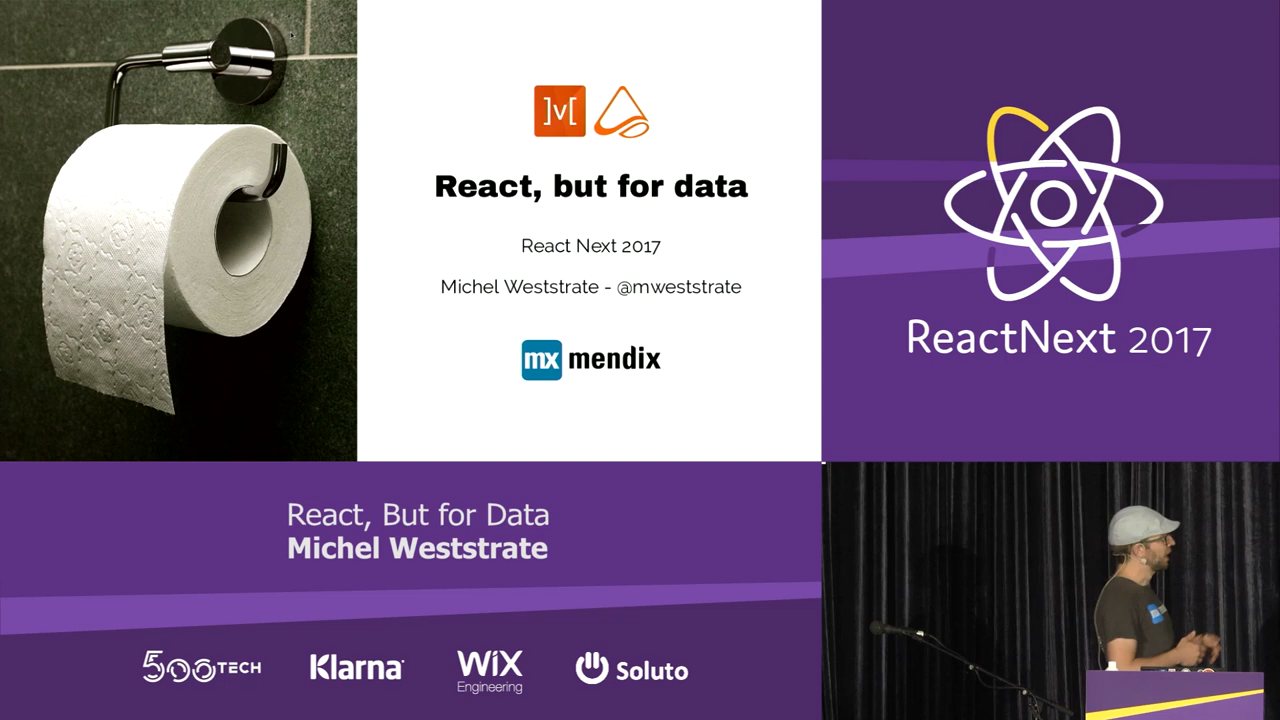 ]v[
React, but for data
React Next 2017
Michel Weststrate - @mweststrate
mx mendix
ReactNext 2017
React, But for Data
Michel Weststrate
500TECH
Klarna
WiX
Engineering
Soluto